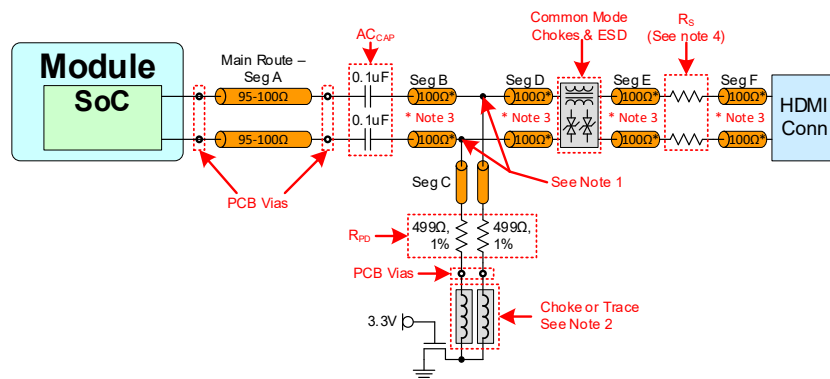 Common Mode
Chokes & ESD
R_S
(See note 4)
AC_CAP
Module
SoC
Main Route –
Seg A
0.1uF
Seg B
Seg D
Seg E
Seg F
95-100Ω
100Ω*
100Ω*
100Ω*
100Ω*
0.1uF
* Note 3
* Note 3
* Note 3
HDMI
Conn
95-100Ω
100Ω*
100Ω*
100Ω*
100Ω*
PCB Vias
Seg C
See Note 1
R_PD
499Ω,
1%
499Ω,
1%
PCB Vias
Choke or Trace
See Note 2
3.3V